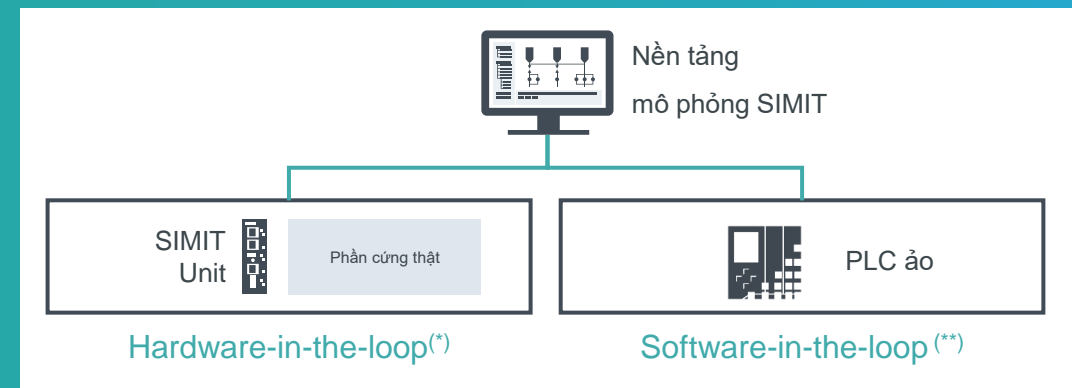 Nền tảng
mô phỏng SIMIT
SIMIT
Unit
Phần cứng thật
PLC ảo
Hardware-in-the-loop(*)
Software-in-the-loop (**)